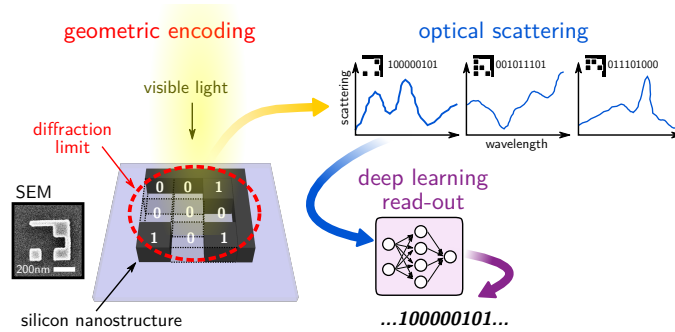 geometric encoding
optical scattering
visible light
diffraction
limit
SEM
200nm
0 0 1
0 0 0
1 0 1
silicon nanostructure
scattering
100000101
001011101
011101000
wavelength
deep learning
read-out
...100000101...